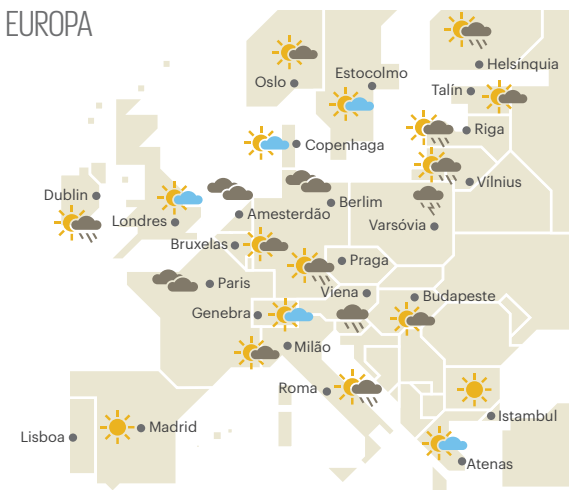 EUROPA
Helsínquia
Estocolmo
Oslo
Talín
Riga
Copenhaga
Vílnius
Dublin
Berlim
Amesterdão
Londres
Varsóvia
Bruxelas
Praga
Paris
Viena
Budapeste
Genebra
Milão
Roma
Istambul
Madrid
Lisboa
Atenas